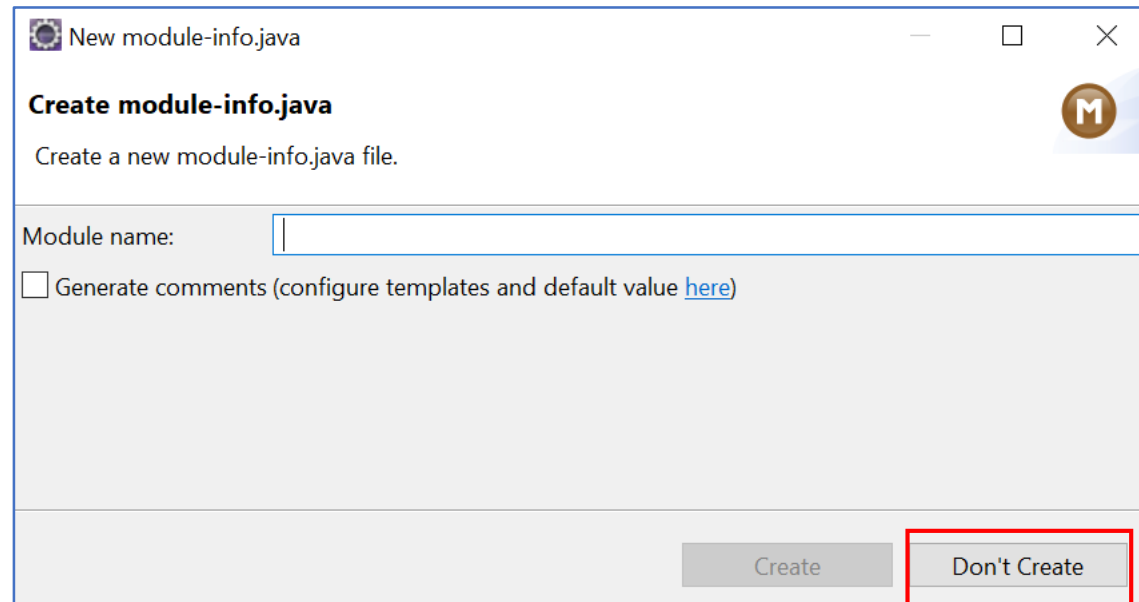 New module-info.java
Create module-info.java
M
Create a new module-info.java file.
Module name:
Generate comments (configure templates and default value here)
Create
Don't Create